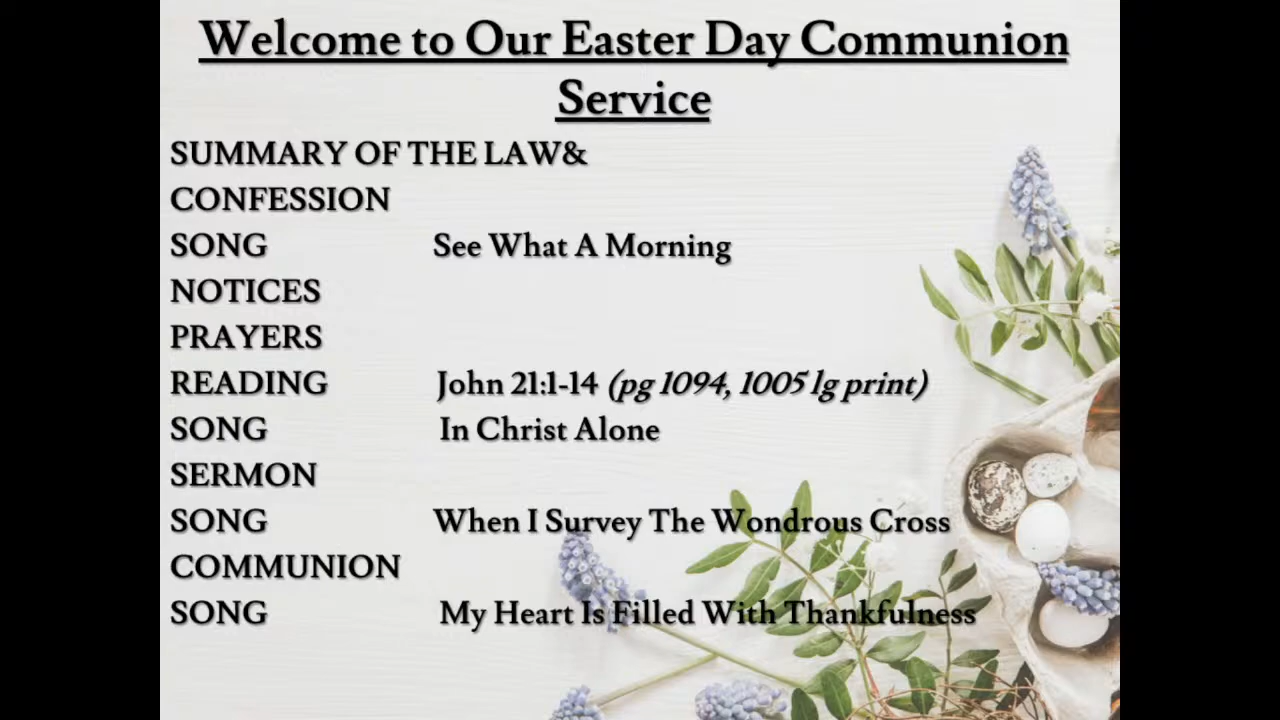 Welcome to Our Easter Day Communion
Service
SUMMARY OF THE LAW&
CONFESSION
SONG See What A Morning
NOTICES
PRAYERS
READING John 21:1-14 (pg 1094, 1005 lg print)
SONG In Christ Alone
SERMON
SONG When I Survey The Wondrous Cross
COMMUNION
SONG My Heart Is Filled With Thankfulness